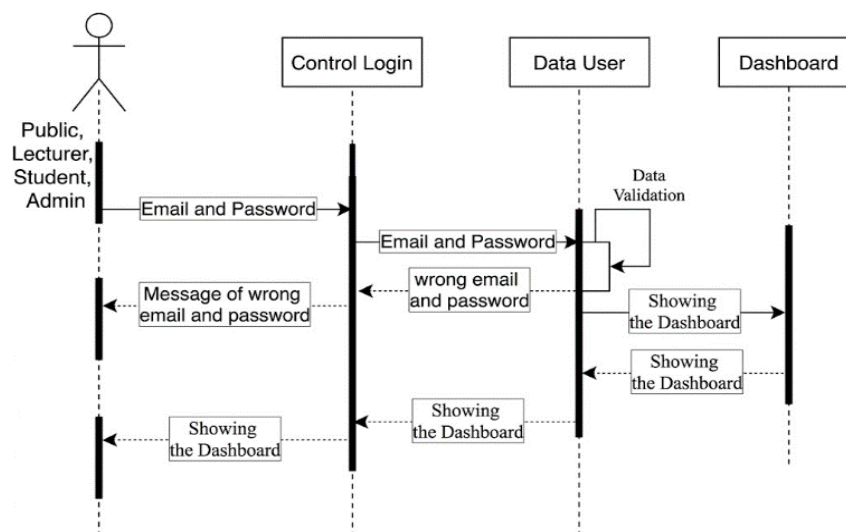 Control Login
Data User
Dashboard
Public,
Lecturer,
Student,
Admin
Data
Validation
Email and Password
Email and Password
wrong email
and password
Message of wrong
email and password
Showing
the Dashboard
Showing
the Dashboard
Showing
the Dashboard
Showing
the Dashboard